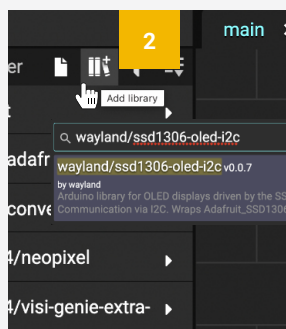 2
main
er
Add library
wayland/ssd1306-oled-i2c
adafr
wayland/ssd1306-oled-i2c v0.0.7
by wayland
Arduino library for OLED displays driven by the SS
Communication via I2C. Wraps Adafruit_SSD1306
conve
4/neopixel
4/visi-genie-extra-